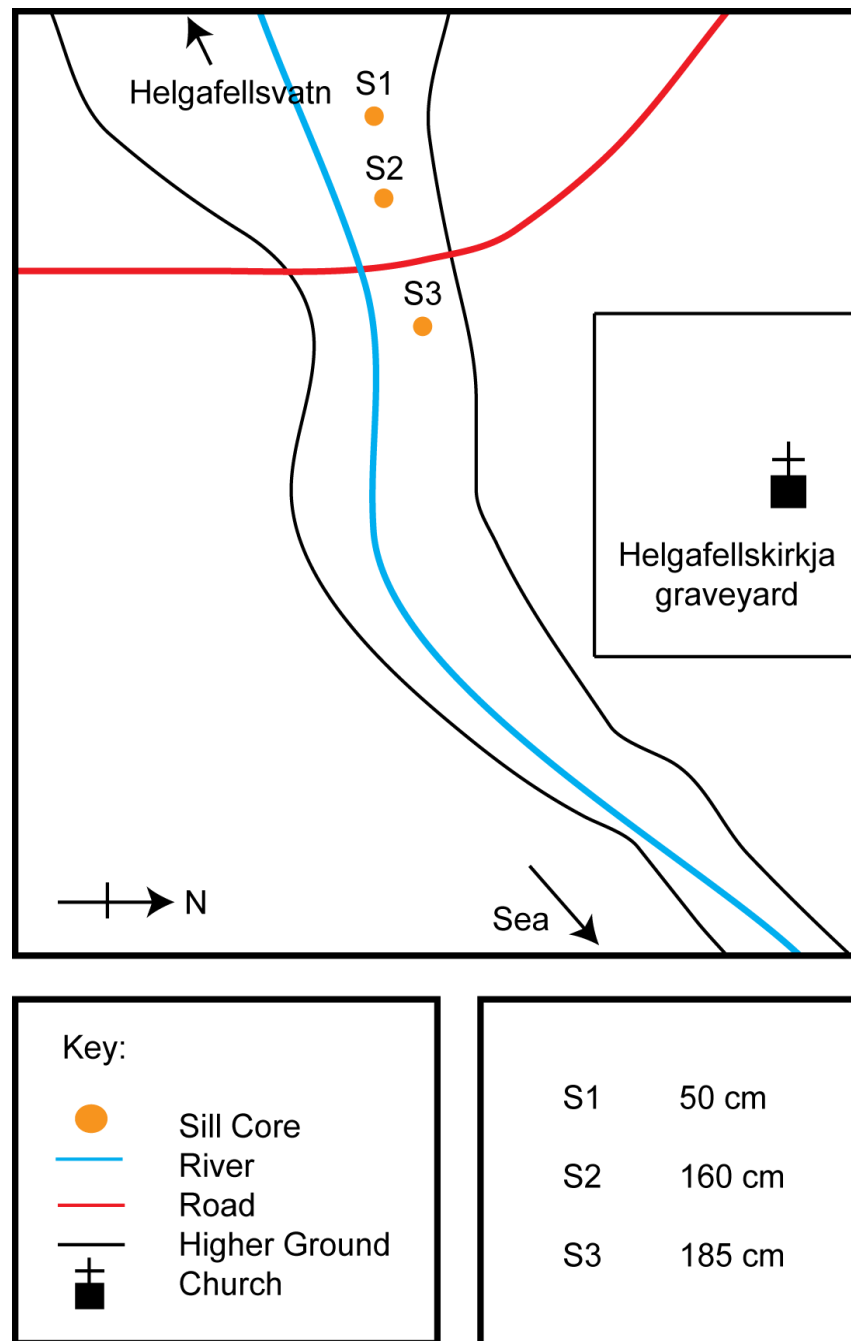 Helgafellsvatn
S1
S2
S3
Helgafellskirkja
graveyard
N
Sea
Key:
Sill Core
River
Road
Higher Ground
Church
S1 50 cm
S2 160 cm
S3 185 cm